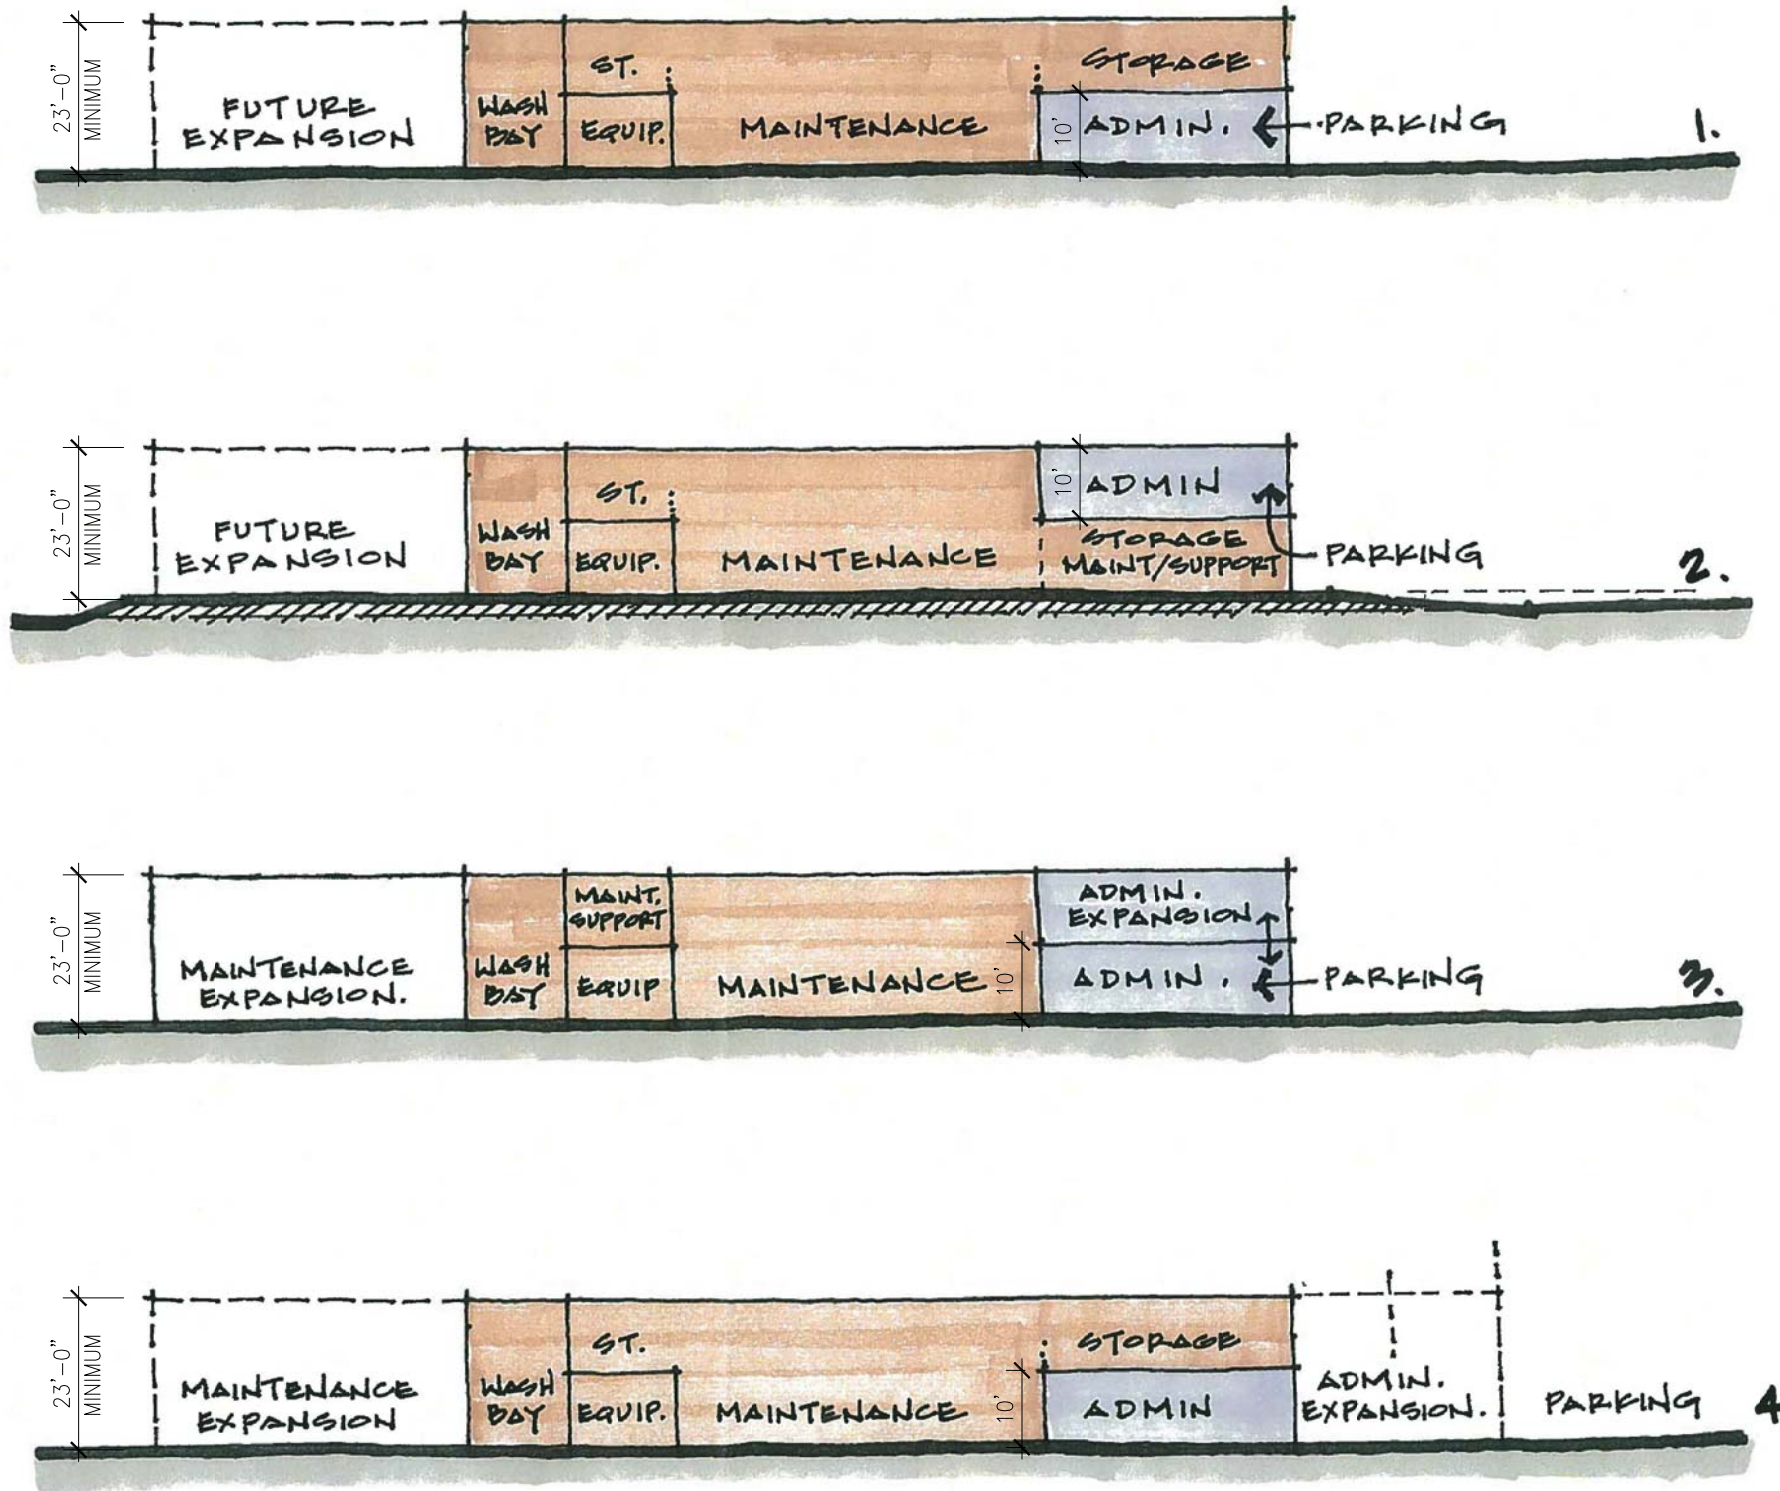 23'-0"
MINIMUM
FUTURE
EXPANSION
WASH
BAY
ST.
EQUIP.
MAINTENANCE
STORAGE
10'
ADMIN.
PARKING
1.
23'-0"
MINIMUM
FUTURE
EXPANSION
WASH
BAY
ST.
EQUIP.
MAINTENANCE
10'
ADMIN
STORAGE
MAINT/SUPPORT
PARKING
2.
23'-0"
MINIMUM
MAINTENANCE
EXPANSION.
WASH
BAY
MAINT.
SUPPORT
EQUIP
MAINTENANCE
10'
ADMIN.
EXPANSION
ADMIN.
PARKING
3.
23'-0"
MINIMUM
MAINTENANCE
EXPANSION
WASH
BAY
ST.
EQUIP.
MAINTENANCE
10'
STORAGE
ADMIN
ADMIN.
EXPANSION.
PARKING
4